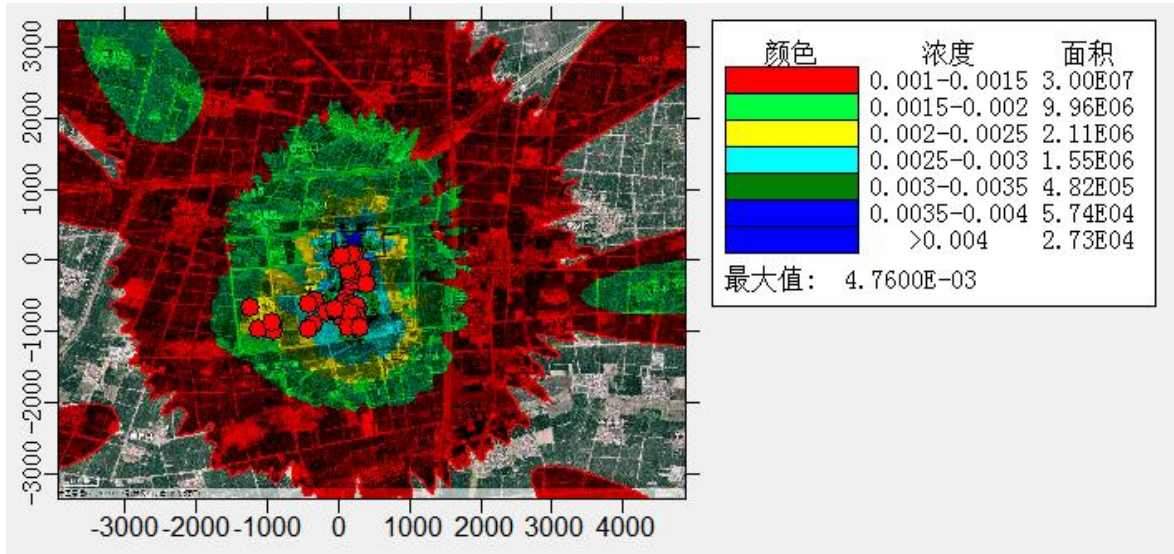 3000
2000
1000
0
-1000
-2000
-3000
-3000 -2000 -1000 0 1000 2000 3000 4000
颜色 浓度 面积
0.001-0.0015 3.00E07
0.0015-0.002 9.96E06
0.002-0.0025 2.11E06
0.0025-0.003 1.55E06
0.003-0.0035 4.82E05
0.0035-0.004 5.74E04
>0.004 2.73E04
最大值: 4.7600E-03